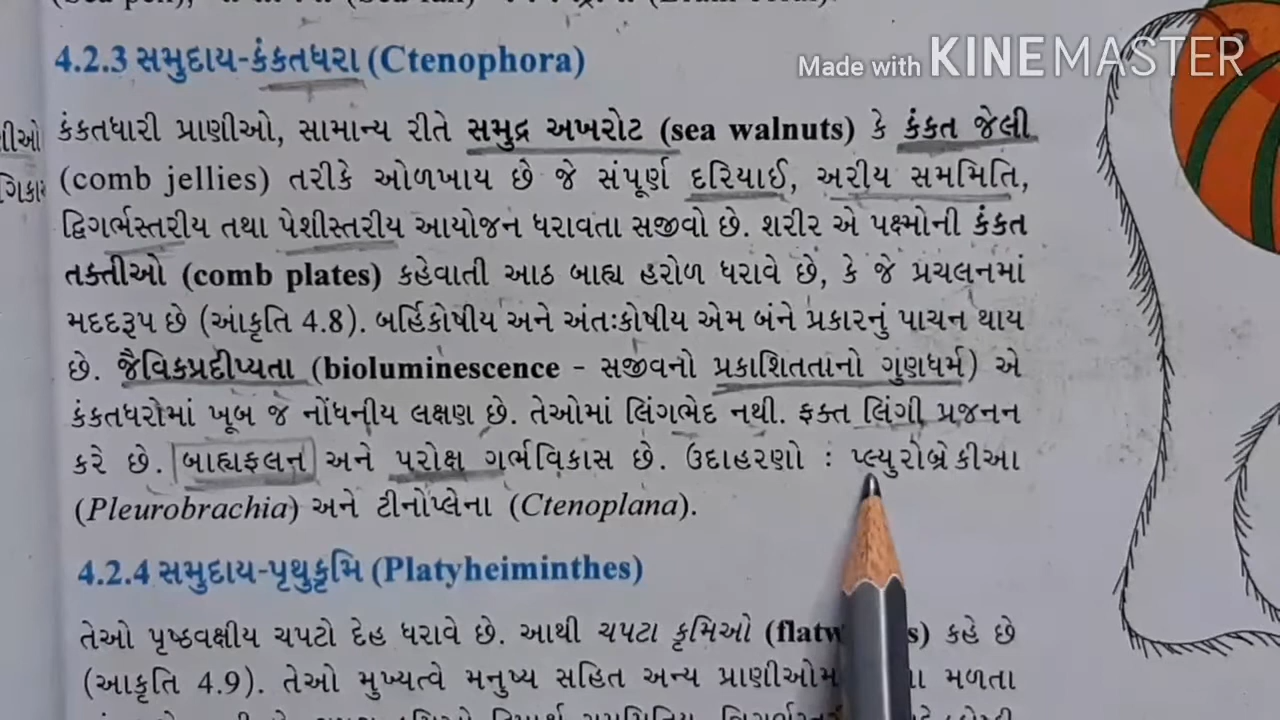 4.2.3 સમુદાય-કંકતધરા (Ctenophora)
Made with KINEMASTER
કંકતધારી પ્રાણીઓ, સામાન્ય રીતે સમુદ્ર અખરોટ (sea walnuts) કે કંકત જેલી
(comb jellies) તરીકે ઓળખાય છે જે સંપૂર્ણ દરિયાઈ, અરીય સમમિતિ,
દ્વિગર્ભસ્તરીય તથા પેશીસ્તરીય આયોજન ધરાવતા સજીવો છે. શરીર એ પક્ષ્મોની કંકત
તક્તીઓ (comb plates) કહેવાતી આઠ બાહ્ય હરોળ ધરાવે છે, કે જે પ્રચલનમાં
મદદરૂપ છે (આંકૃતિ 4.8). બર્હિકોષીય અને અંતઃકોષીય એમ બંને પ્રકારનું પાચન થાય
છે. જૈવિકપ્રદીપ્યતા (bioluminescence - સજીવનો પ્રકાશિતતાનો ગુણધર્મ) એ
કંકતધરોમાં ખૂબ જ નોંધનીય લક્ષણ છે. તેઓમાં લિંગભેદ નથી. ફક્ત લિંગી પ્રજનન
કરે છે. બાહ્યફલન અને પરોક્ષ ગર્ભવિકાસ છે. ઉદાહરણો : પ્લ્યુરોબ્રેકીઆ
(Pleurobrachia) અને ટીનોપ્લેના (Ctenoplana).
4.2.4 સમુદાય-પૃથુકૃમિ (Platyheiminthes)
તેઓ પૃષ્ઠવક્ષીય ચપટો દેહ ધરાવે છે. આથી ચપટા કૃમિઓ કહે છે
(આકૃતિ 4.9). તેઓ મુખ્યત્વે મનુષ્ય સહિત અન્ય મળતા